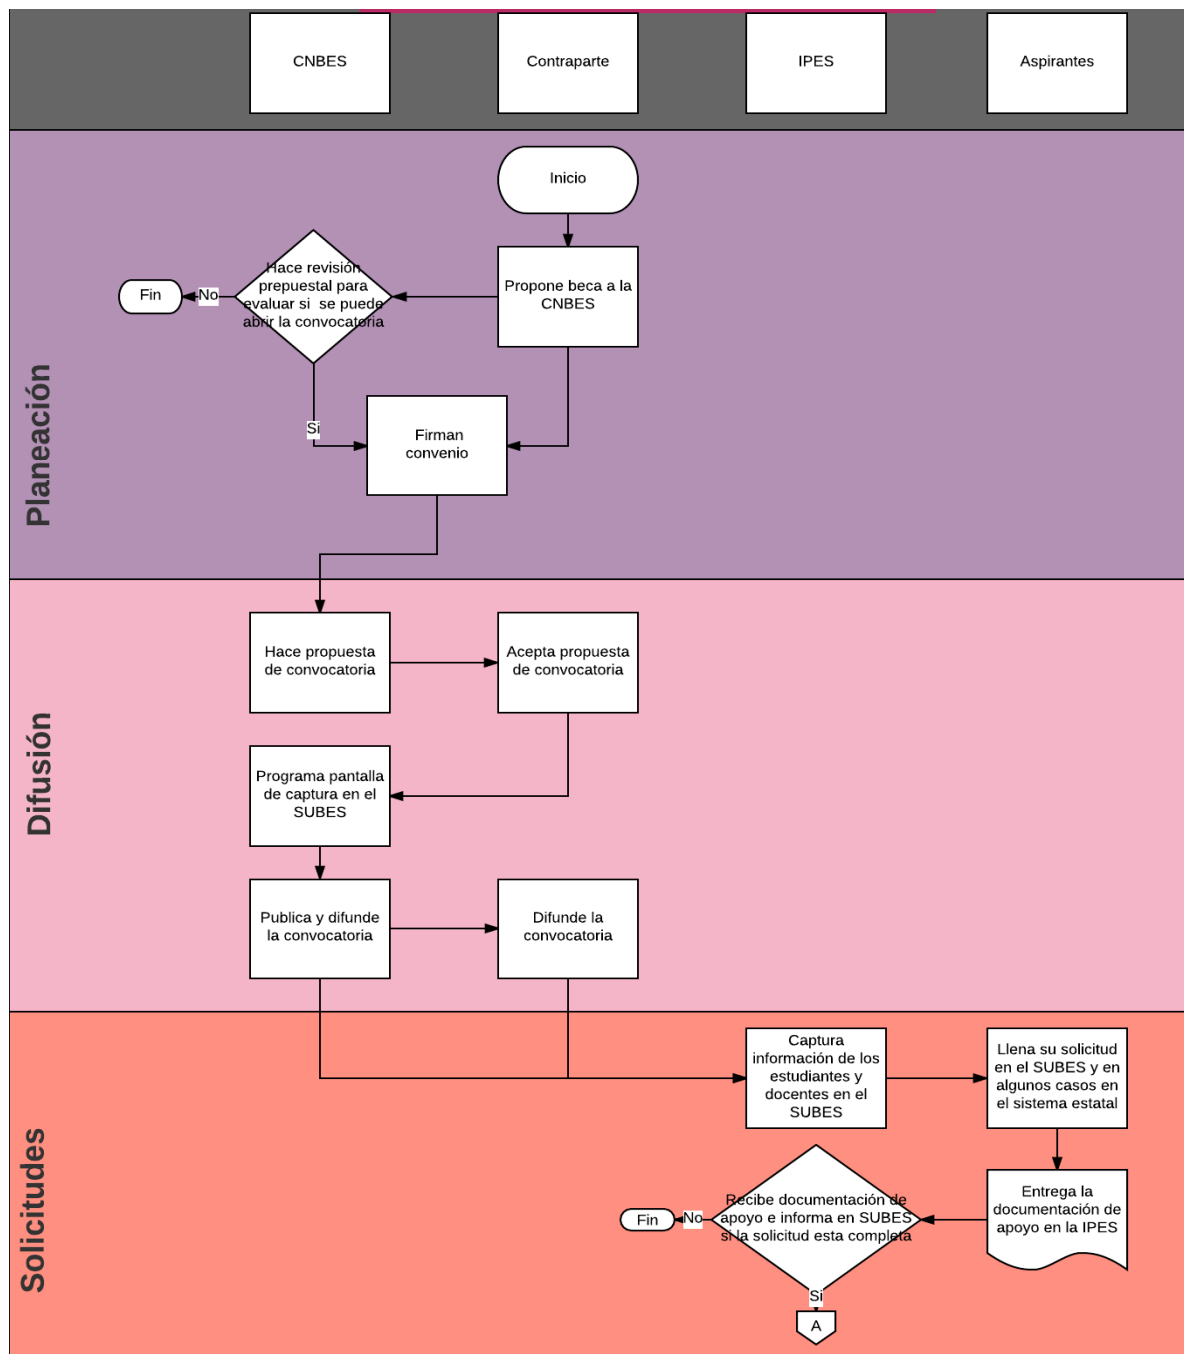 CNBES
Contraparte
IPES
Aspirantes
Planeación
Inicio
Propone beca a la
CNBES
Hace revisión
prepuestal para
evaluar si se puede
abrir la convocatoria
No
Fin
Si
Firman
convenio
Difusión
Hace propuesta
de convocatoria
Acepta propuesta
de convocatoria
Programa pantalla
de captura en el
SUBES
Publica y difunde
la convocatoria
Difunde la
convocatoria
Solicitudes
Captura
información de los
estudiantes y
docentes en el
SUBES
Llena su solicitud
en el SUBES y en
algunos casos en
el sistema estatal
Entrega la
documentación de
apoyo en la IPES
Recibe documentación de
apoyo e informa en SUBES
si la solicitud esta completa
No
Fin
Si
A